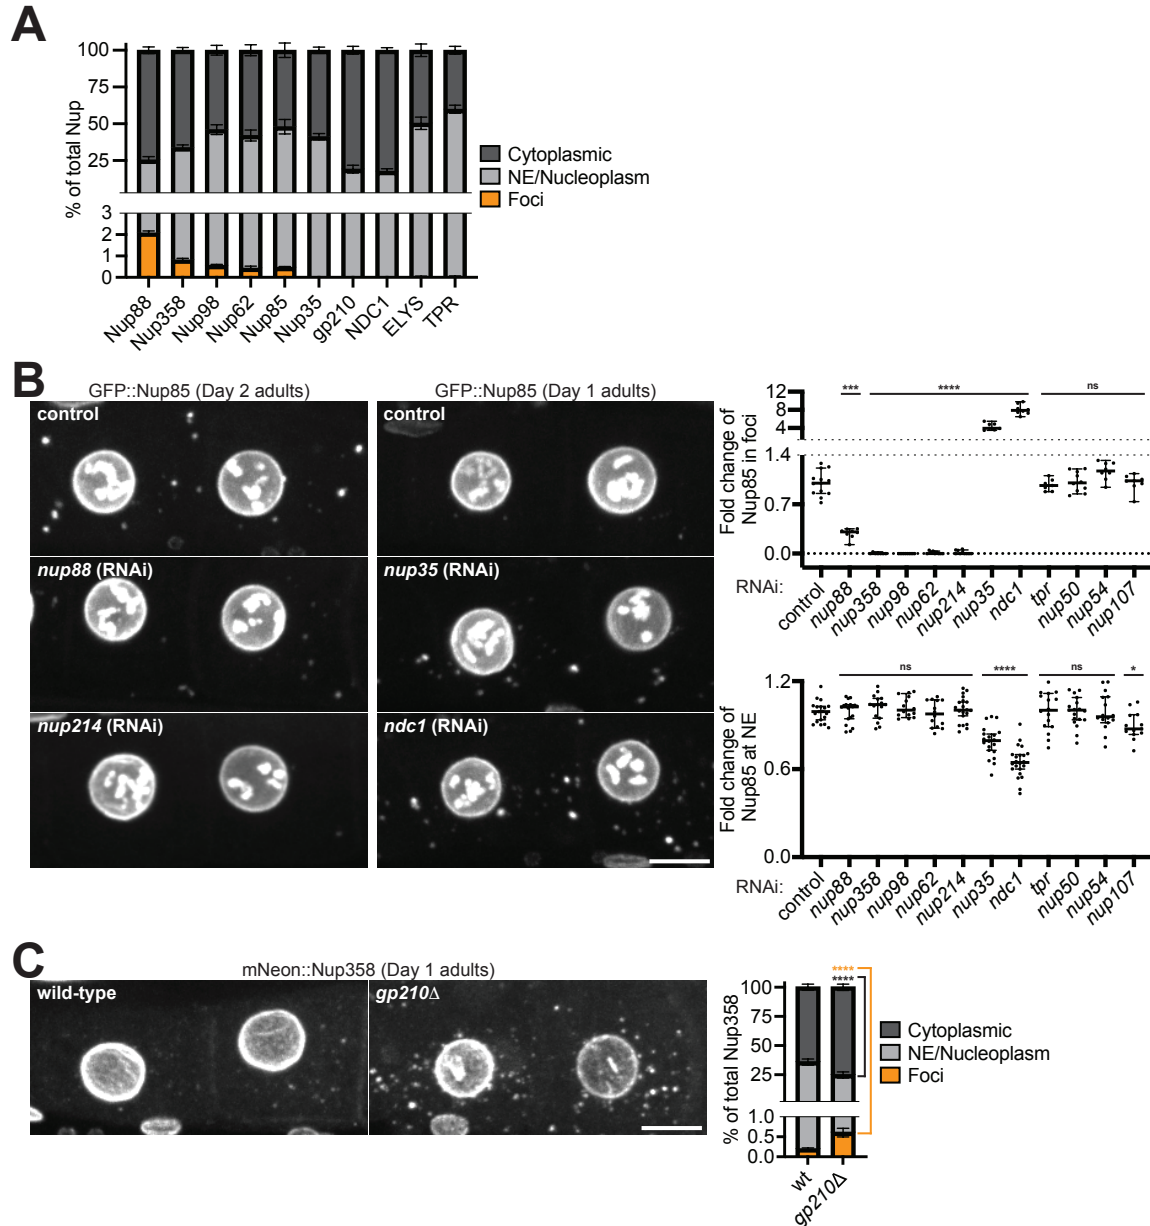 A
% of total Nup
100
75
50
25
3
2
1
0
Nup88
Nup358
Nup98
Nup62
Nup85
Nup35
gp210
NDC1
ELYS
TPR
Cytoplasmic
NE/Nucleoplasm
Foci
B
GFP::Nup85 (Day 2 adults)
control
nup88 (RNAi)
nup214 (RNAi)
GFP::Nup85 (Day 1 adults)
control
nup35 (RNAi)
ndc1 (RNAi)
Fold change of
Nup85 in foci
12
8
4
1.4
0.7
0.0
***
****
ns
RNAi:
control
nup88
nup358
nup98
nup62
nup214
nup35
ndc1
tpr
nup50
nup54
nup107
Fold change of
Nup85 at NE
1.2
0.6
0.0
ns
****
ns
*
RNAi:
control
nup88
nup358
nup98
nup62
nup214
nup35
ndc1
tpr
nup50
nup54
nup107
C
mNeon::Nup358 (Day 1 adults)
wild-type
gp210Δ
% of total Nup358
100
75
50
25
1.0
0.5
0.0
****
****
wt
gp210Δ
Cytoplasmic
NE/Nucleoplasm
Foci